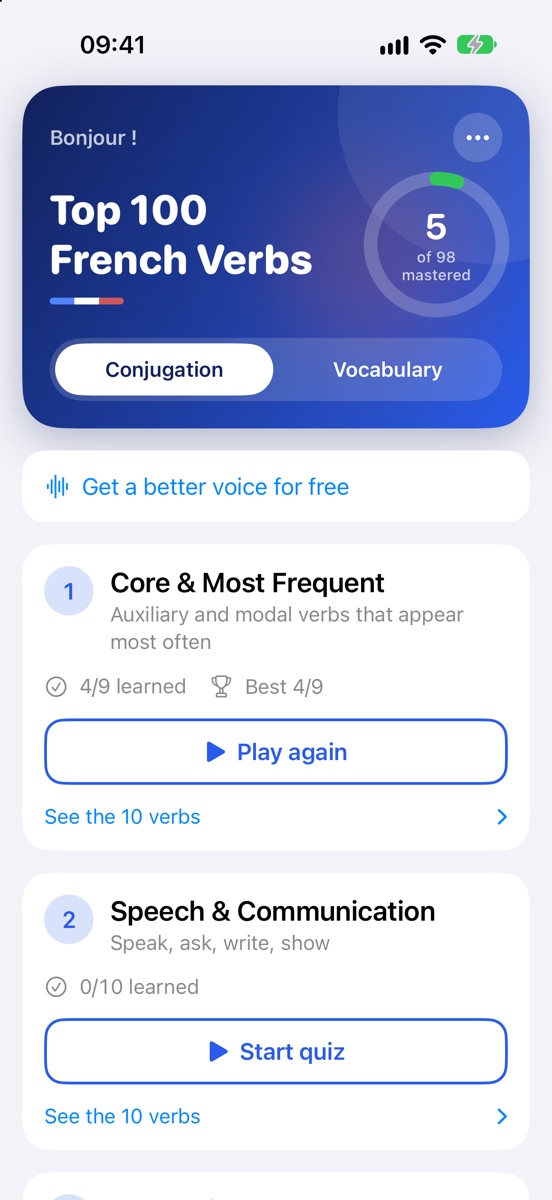 09:41
Bonjour !
Top 100
French Verbs
5
of 98
mastered
Conjugation
Vocabulary
Get a better voice for free
1
Core & Most Frequent
Auxiliary and modal verbs that appear
most often
4/9 learned
Best 4/9
Play again
See the 10 verbs
2
Speech & Communication
Speak, ask, write, show
0/10 learned
Start quiz
See the 10 verbs